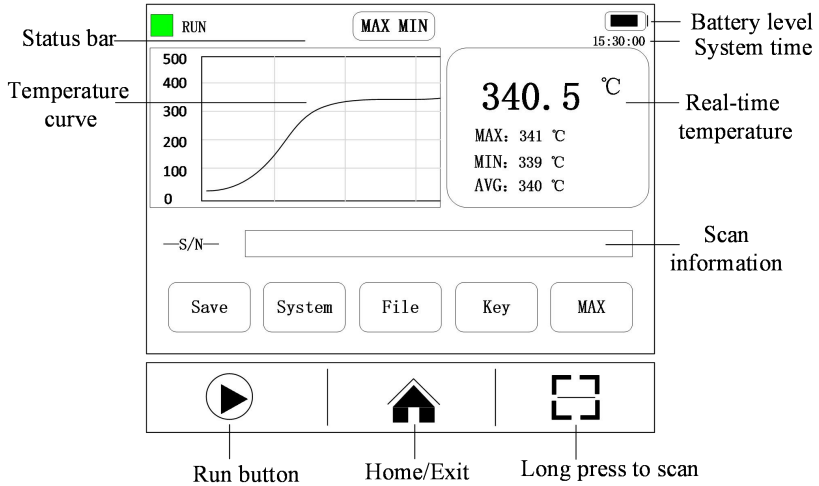 RUN
MAX MIN
Battery level
Status bar
15:30:00
System time
500
400
300
200
100
0
Temperature
curve
340.5 ℃
MAX: 341 ℃
MIN: 339 ℃
AVG: 340 ℃
Real-time
temperature
S/N
Scan
information
Save
System
File
Key
MAX
Run button
Home/Exit
Long press to scan